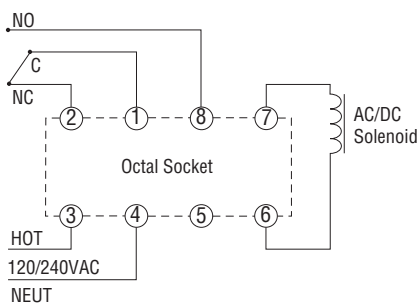 NO
C
NC
2 1 8 7
AC/DC
Solenoid
Octal Socket
3 4 5 6
HOT
120/240VAC
NEUT